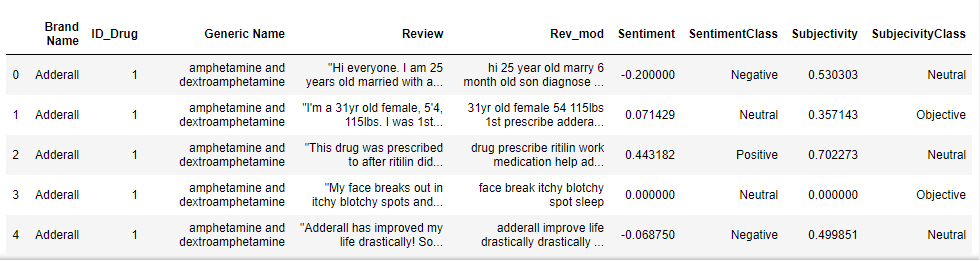 Brand Name ID_Drug Generic Name Review Rev_mod Sentiment SentimentClass Subjectivity SubjecivityClass
0 Adderall 1 amphetamine and dextroamphetamine "Hi everyone. I am 25 years old married with a... hi 25 year old marry 6 month old son diagnose ... -0.200000 Negative 0.530303 Neutral
1 Adderall 1 amphetamine and dextroamphetamine "I'm a 31yr old female, 5'4, 115lbs. I was 1st... 31yr old female 54 115lbs 1st prescribe addera... 0.071429 Neutral 0.357143 Objective
2 Adderall 1 amphetamine and dextroamphetamine "This drug was prescribed to after ritilin did... drug prescribe ritilin work medication help ad... 0.443182 Positive 0.702273 Neutral
3 Adderall 1 amphetamine and dextroamphetamine "My face breaks out in itchy blotchy spots and... face break itchy blotchy spot sleep 0.000000 Neutral 0.000000 Objective
4 Adderall 1 amphetamine and dextroamphetamine "Adderall has improved my life drastically! So... adderall improve life drastically drastically ... -0.068750 Negative 0.499851 Neutral